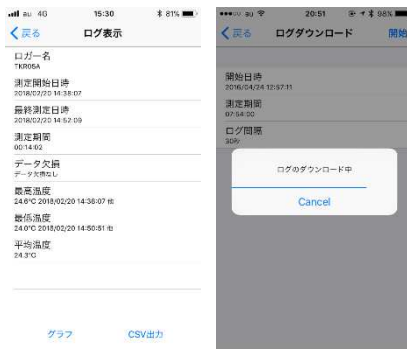 au 4G 15:30 81%
戻る ログ表示
ロガー名
TKR05A
測定開始日時
2018/02/20 14:38:07
最終測定日時
2018/02/20 14:52:09
測定期間
00:14:02
データ欠損
データ欠損なし
最高温度
24.6℃ 2018/02/20 14:36:07
最低温度
24.0℃ 2018/02/20 14:50:51
平均温度
24.3℃
グラフ CSV出力
au 20:51 98%
戻る ログダウンロード 開始
開始日時
2016/04/24 12:57:11
測定期間
07:54:00
ログ間隔
30秒
ログのダウンロード中
Cancel